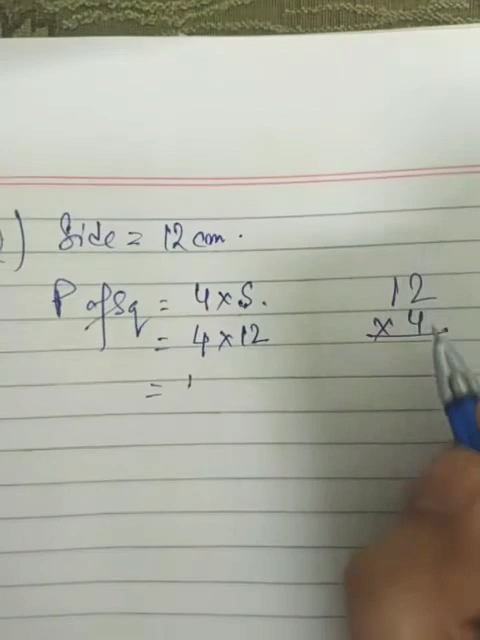 ) Side = 12 cm.
P of Sq = 4 x S.
= 4 x 12
=
12
x 4